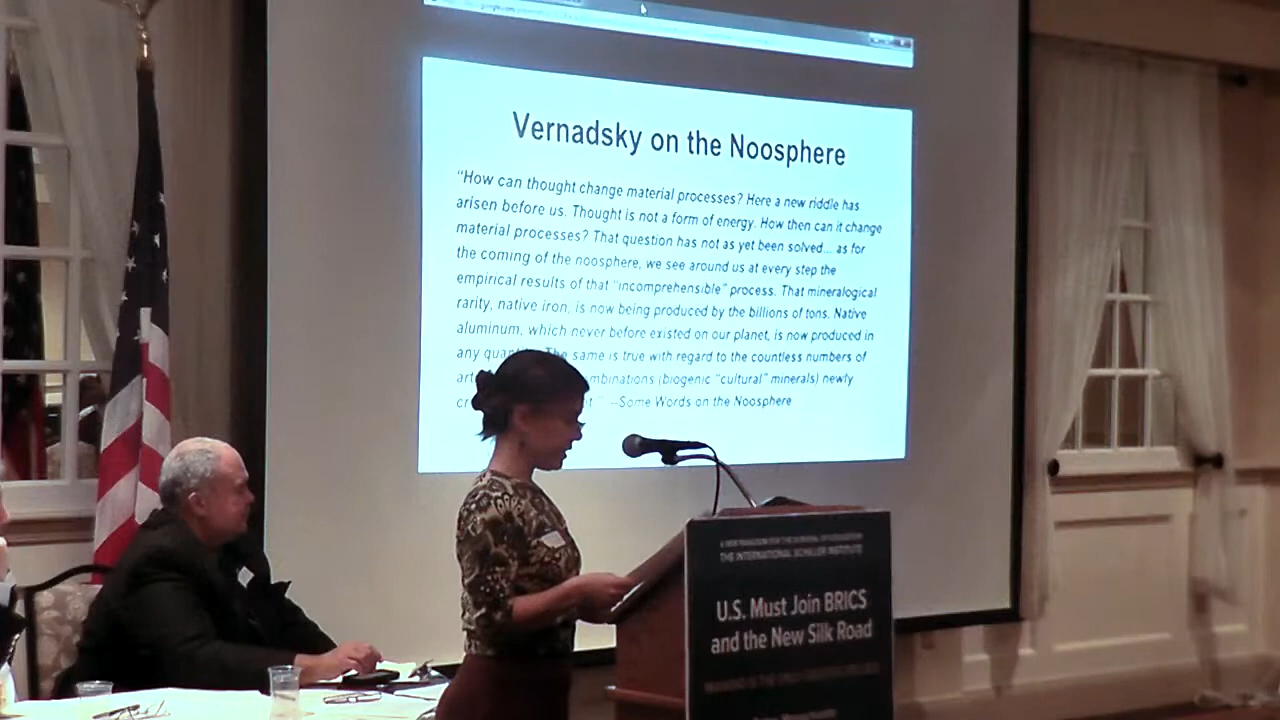 Vernadsky on the Noosphere
"How can thought change material processes? Here a new riddle has
arisen before us. Thought is not a form of energy. How then can it change
material processes? That question has not as yet been solved... as for
the coming of the noosphere, we see around us at every step the
empirical results of that "incomprehensible" process. That mineralogical
rarity, native iron, is now being produced by the billions of tons. Native
aluminum, which never before existed on our planet, is now produced in
any The same is true with regard to the countless numbers of
(biogenic "cultural" minerals) newly
--Some Words on the Noosphere
THE INTERNATIONAL SCHILLER INSTITUTE
U.S. Must Join BRICS
and the New Silk Road